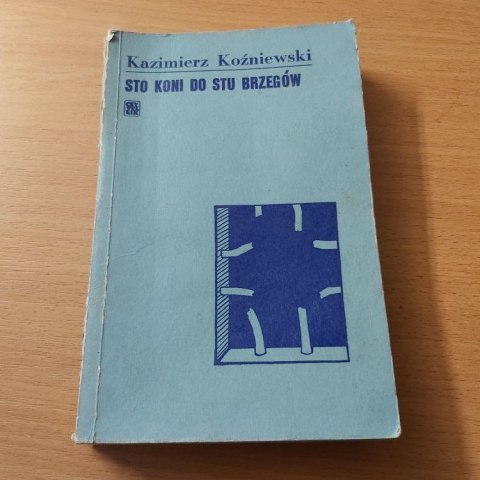 Kazimierz Koźniewski
STO KONI DO STU BRZEGÓW